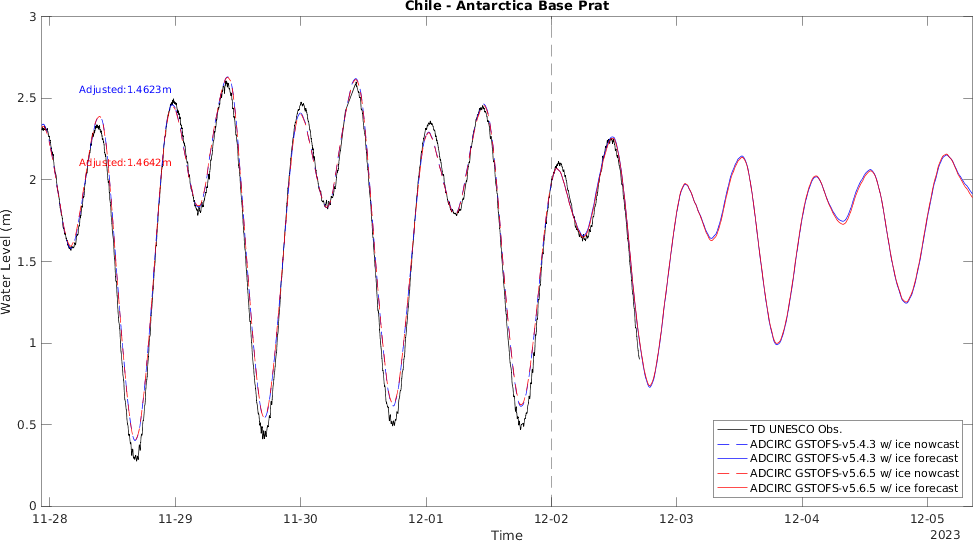 Chile - Antarctica Base Prat
3
2.5
2
1.5
1
0.5
0
Water Level (m)
Adjusted:1.4623m
Adjusted:1.4642m
TD UNESCO Obs.
ADCIRC GSTOFS-v5.4.3 w/ ice nowcast
ADCIRC GSTOFS-v5.4.3 w/ ice forecast
ADCIRC GSTOFS-v5.6.5 w/ ice nowcast
ADCIRC GSTOFS-v5.6.5 w/ ice forecast
11-28 11-29 11-30 12-01 12-02 12-03 12-04 12-05
Time
2023